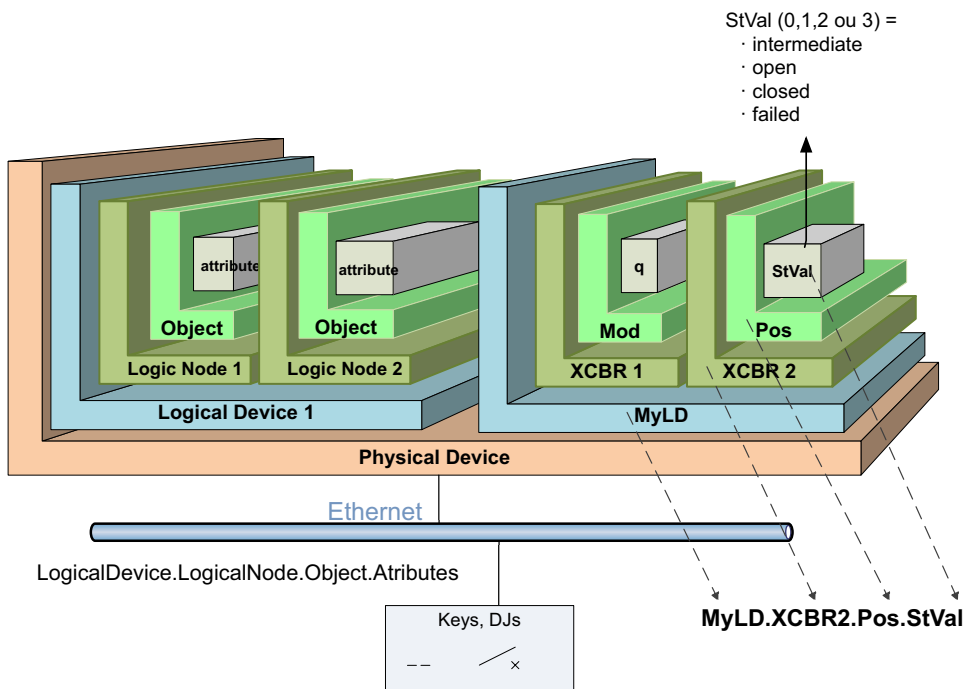 StVal (0,1,2 ou 3) =
· intermediate
· open
· closed
· failed
attribute
attribute
q
StVal
Object
Object
Mod
Pos
Logic Node 1
Logic Node 2
XCBR 1
XCBR 2
Logical Device 1
MyLD
Physical Device
Ethernet
LogicalDevice.LogicalNode.Object.Atributes
MyLD.XCBR2.Pos.StVal
Keys, DJs